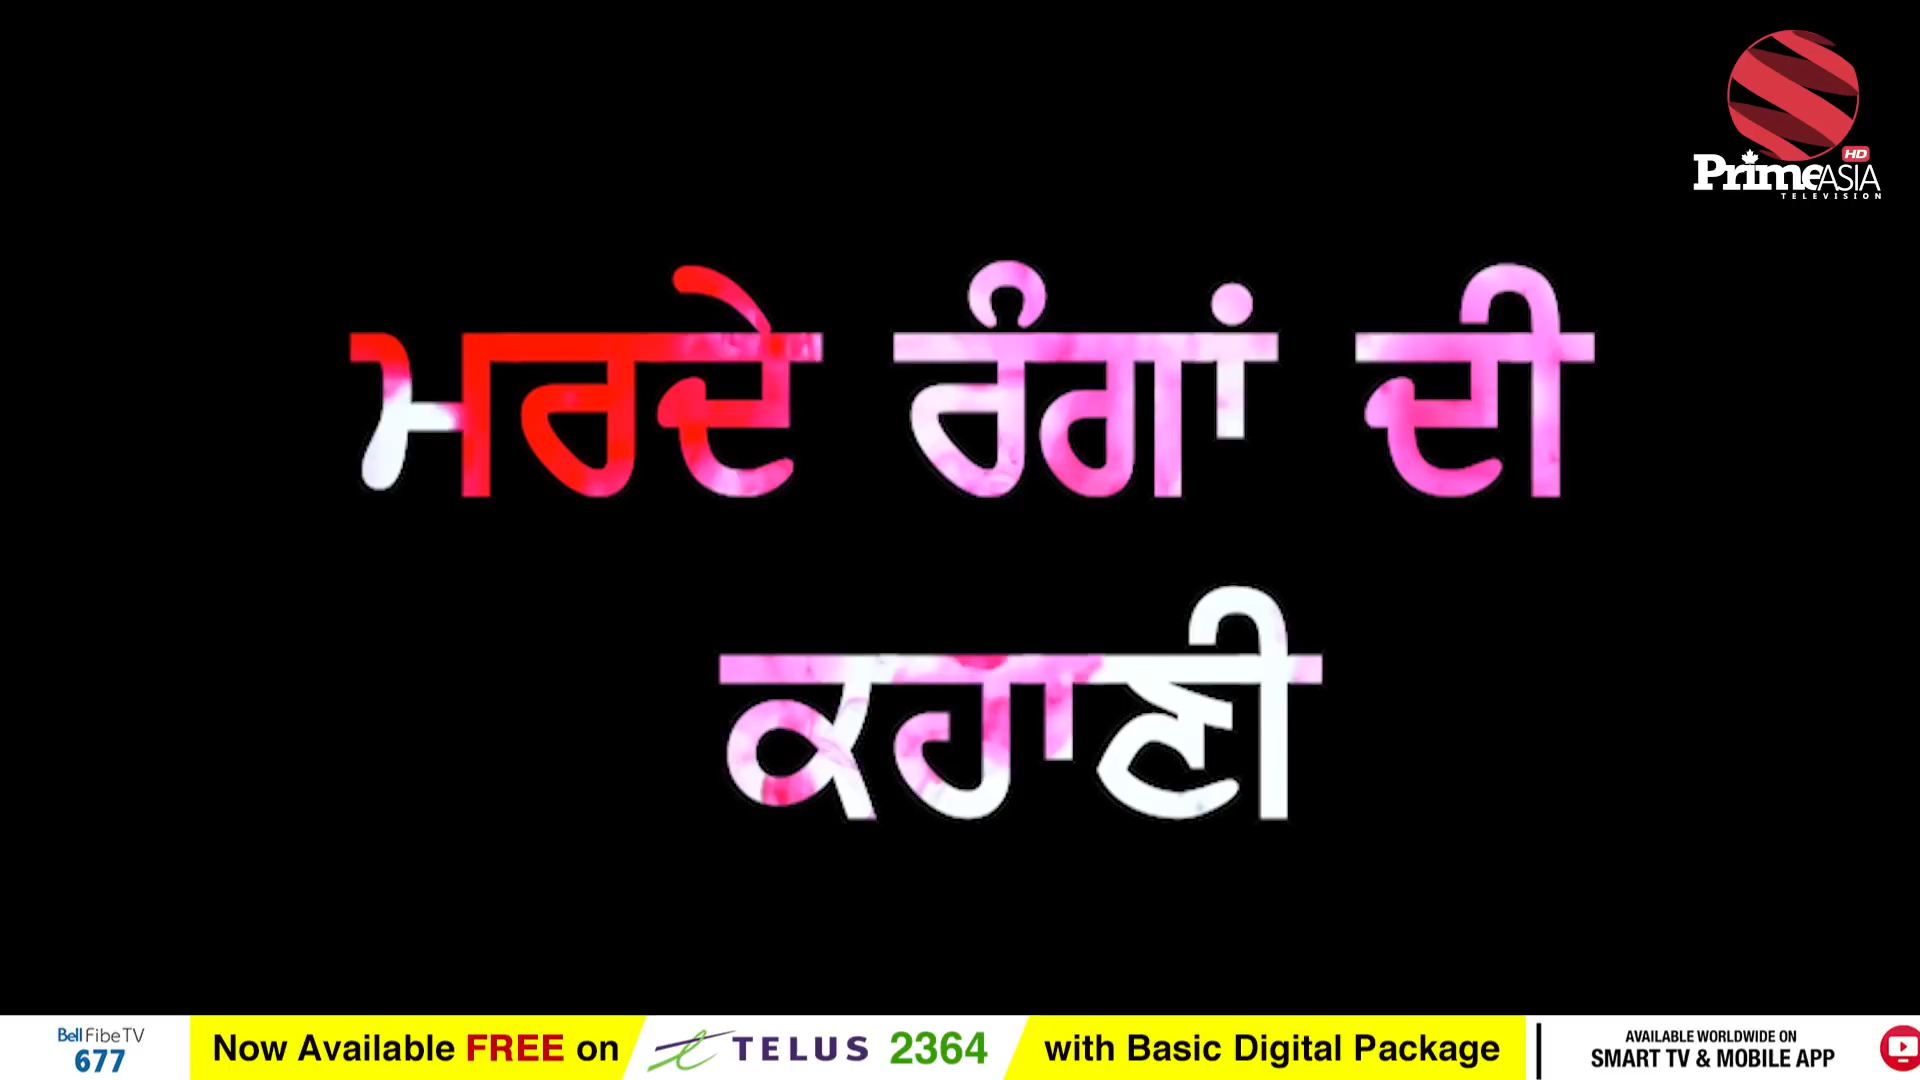 HD
PrimeASIA
TELEVISION
ਮਰਦੇ ਰੰਗਾਂ ਦੀ
ਕਹਾਣੀ
Bell Fibe TV
677
Now Available FREE on TELUS 2364 with Basic Digital Package
AVAILABLE WORLDWIDE ON
SMART TV & MOBILE APP